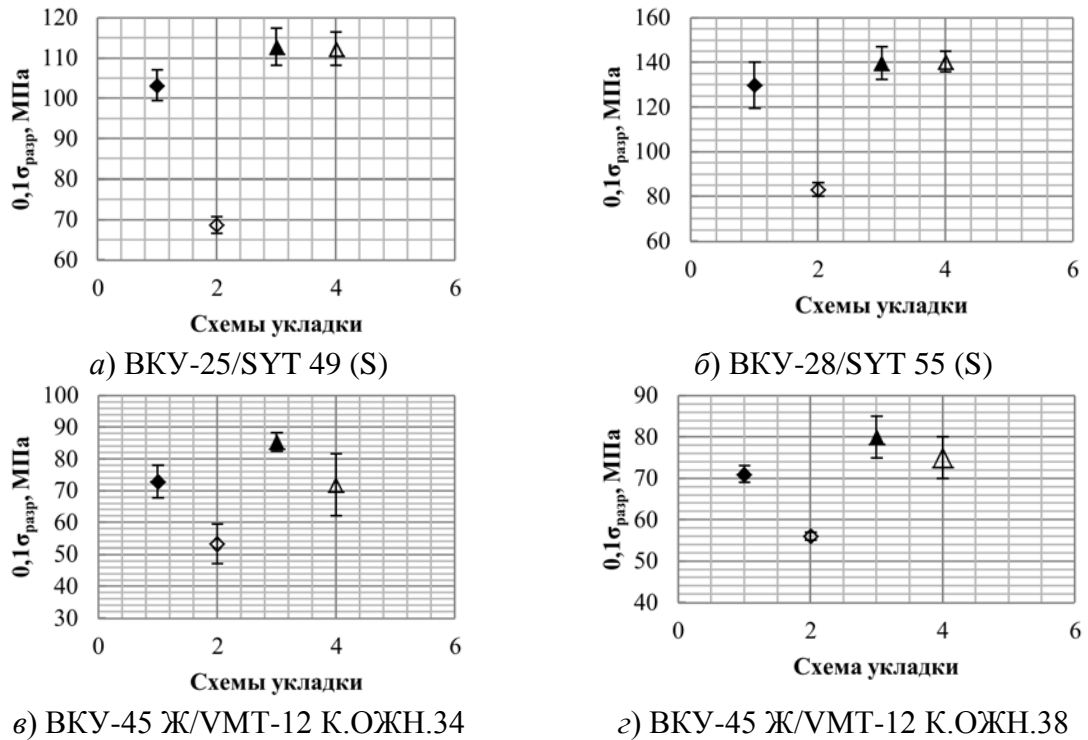 120
110
100
90
80
70
60
0,1σразр, МПа
0 2 4 6
Схемы укладки
а) ВКУ-25/SYT 49 (S)
160
140
120
100
80
60
0,1σразр, МПа
0 2 4 6
Схемы укладки
б) ВКУ-28/SYT 55 (S)
100
90
80
70
60
50
40
30
0,1σразр, МПа
0 2 4 6
Схемы укладки
в) ВКУ-45 Ж/VMT-12 К.ОЖН.34
90
80
70
60
50
40
0,1σразр, МПа
0 2 4 6
Схема укладки
г) ВКУ-45 Ж/VMT-12 К.ОЖН.38